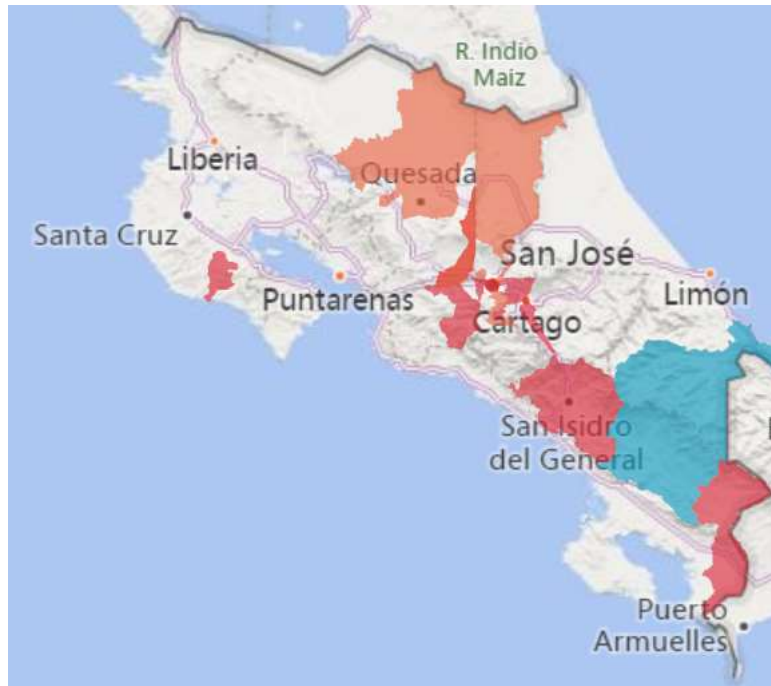 R. Indio
Maiz
Liberia
Quesada
Santa Cruz
San José
Puntarenas
Limón
Cartago
San Isidro
del General
Puerto
Armuelles